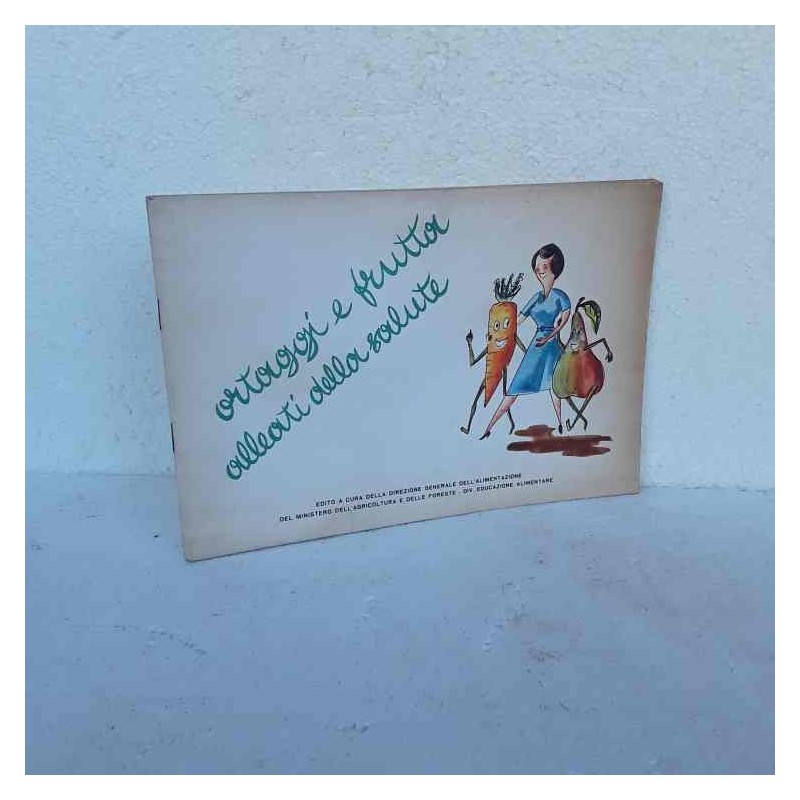 ortaggi e frutta
alleati della salute
EDITO A CURA DELLA DIREZIONE GENERALE DELL'ALIMENTAZIONE
DEL MINISTERO DELL'AGRICOLTURA E DELLE FORESTE - DIV. EDUCAZIONE ALIMENTARE